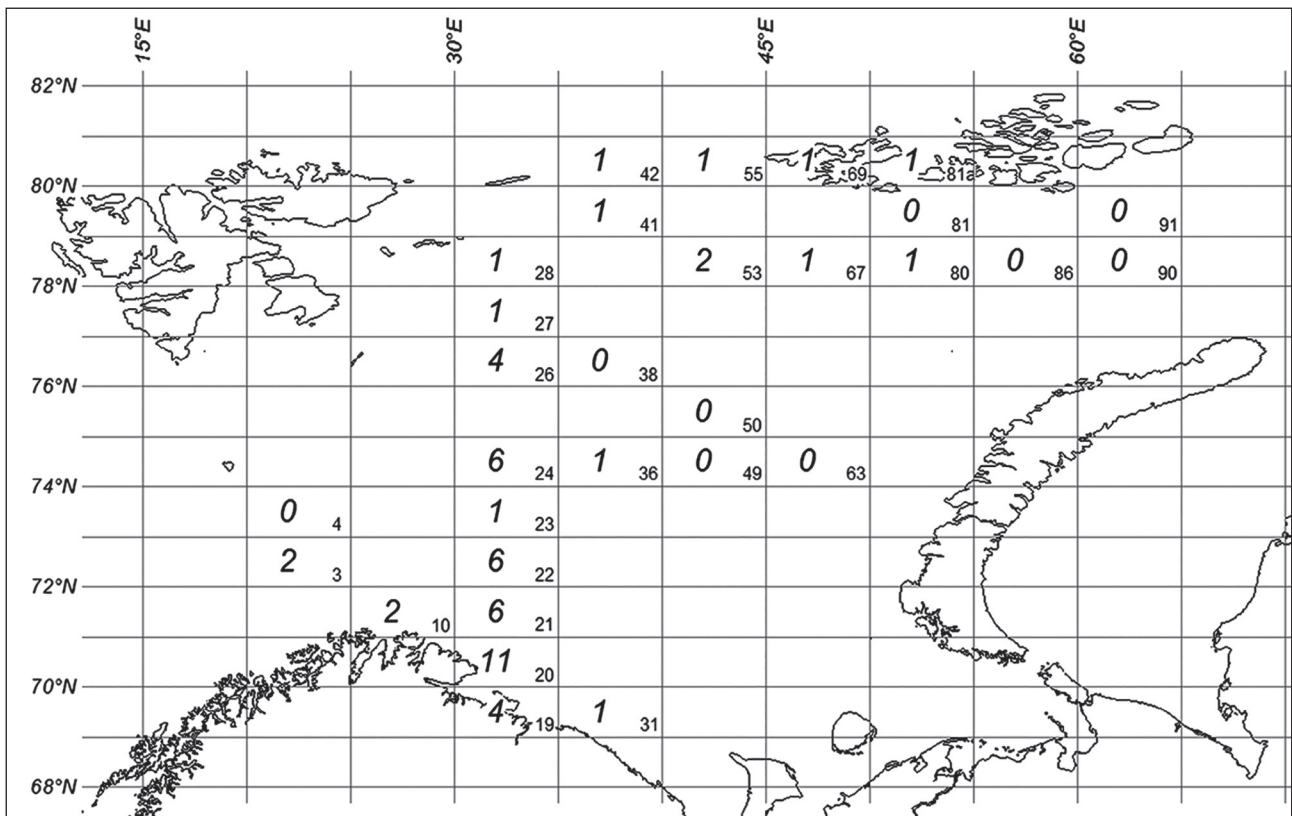 15°E 30°E 45°E 60°E
82°N
1 42 1 55 1 69 1 81a
80°N
1 41 0 81 0 91
1 28 2 53 1 67 1 80 0 86 0 90
78°N
1 27
4 26 0 38
76°N
0 50
6 24 1 36 0 49 0 63
74°N
0 4 1 23
2 3 6 22
72°N
2 10 6 21
11 20
70°N
4 19 1 31
68°N